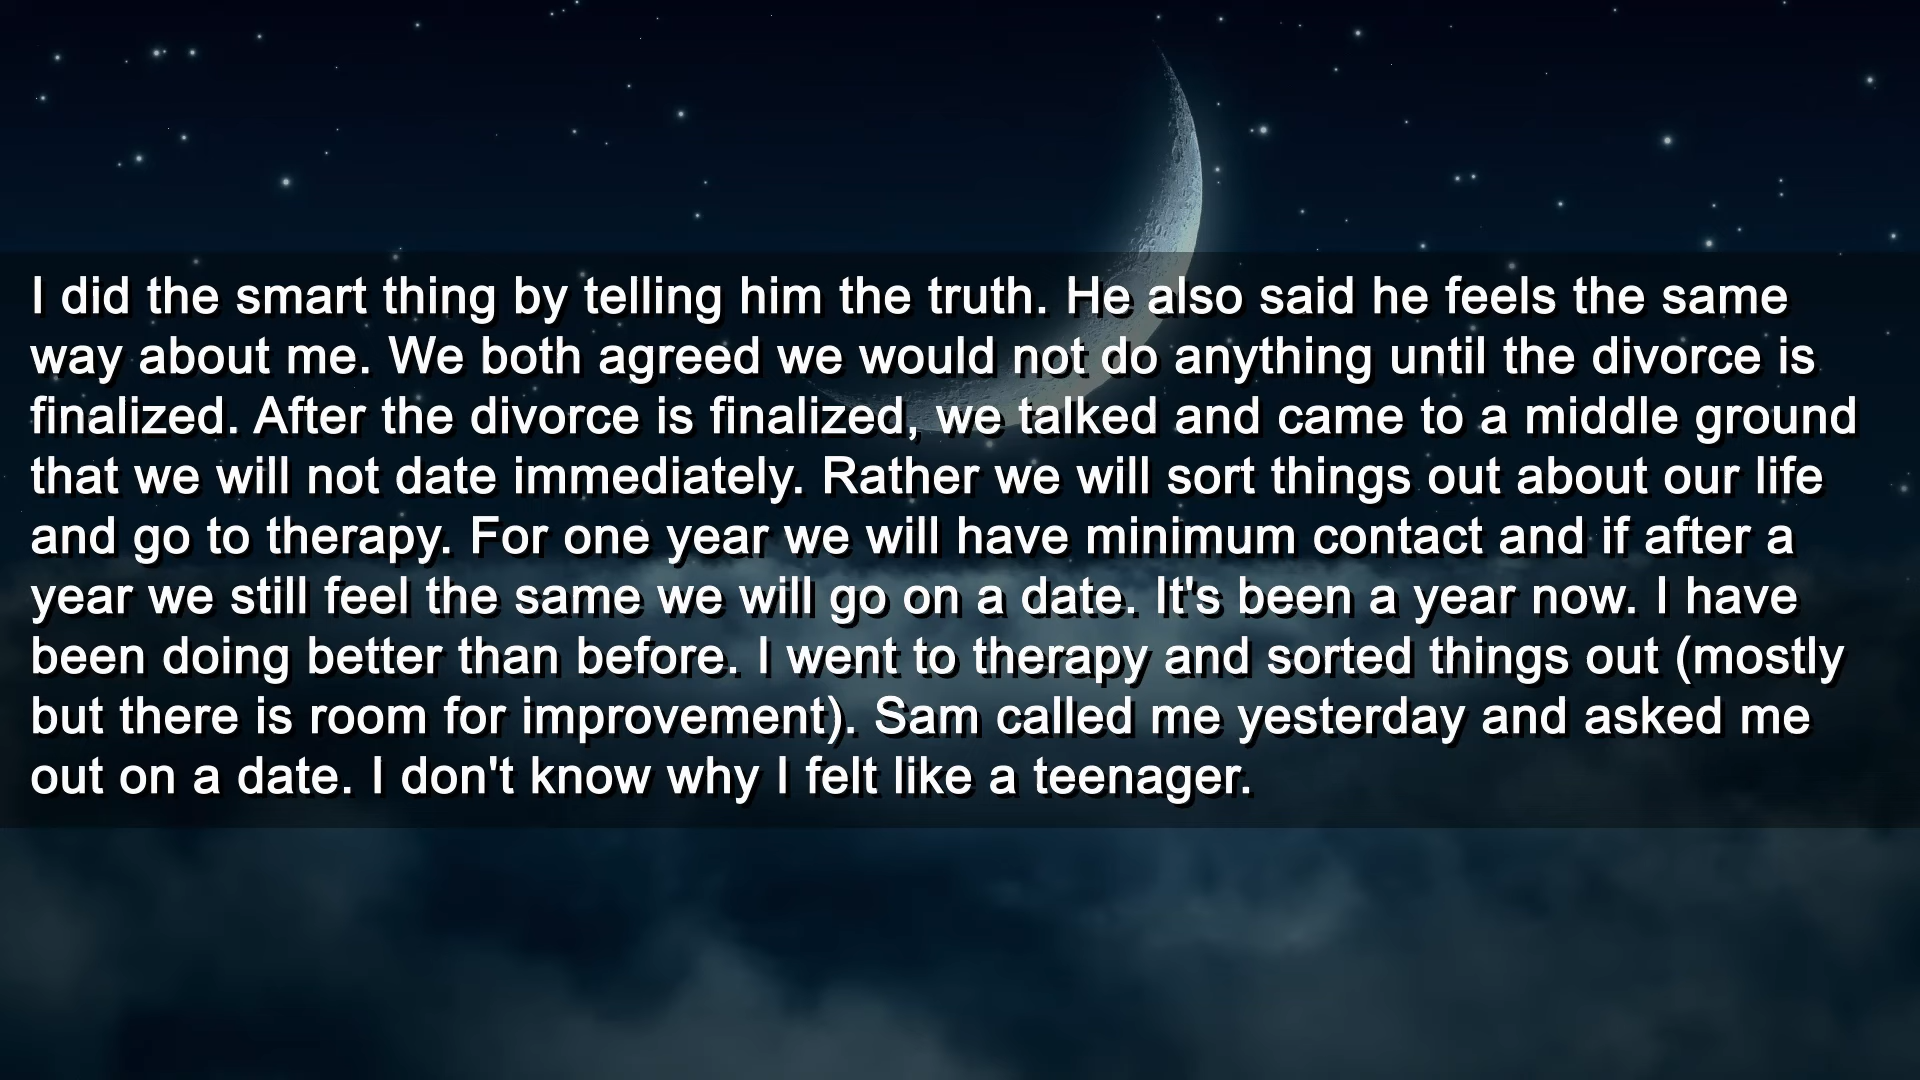 I did the smart thing by telling him the truth. He also said he feels the same
way about me. We both agreed we would not do anything until the divorce is
finalized. After the divorce is finalized, we talked and came to a middle ground
that we will not date immediately. Rather we will sort things out about our life
and go to therapy. For one year we will have minimum contact and if after a
year we still feel the same we will go on a date. It's been a year now. I have
been doing better than before. I went to therapy and sorted things out (mostly
but there is room for improvement). Sam called me yesterday and asked me
out on a date. I don't know why I felt like a teenager.